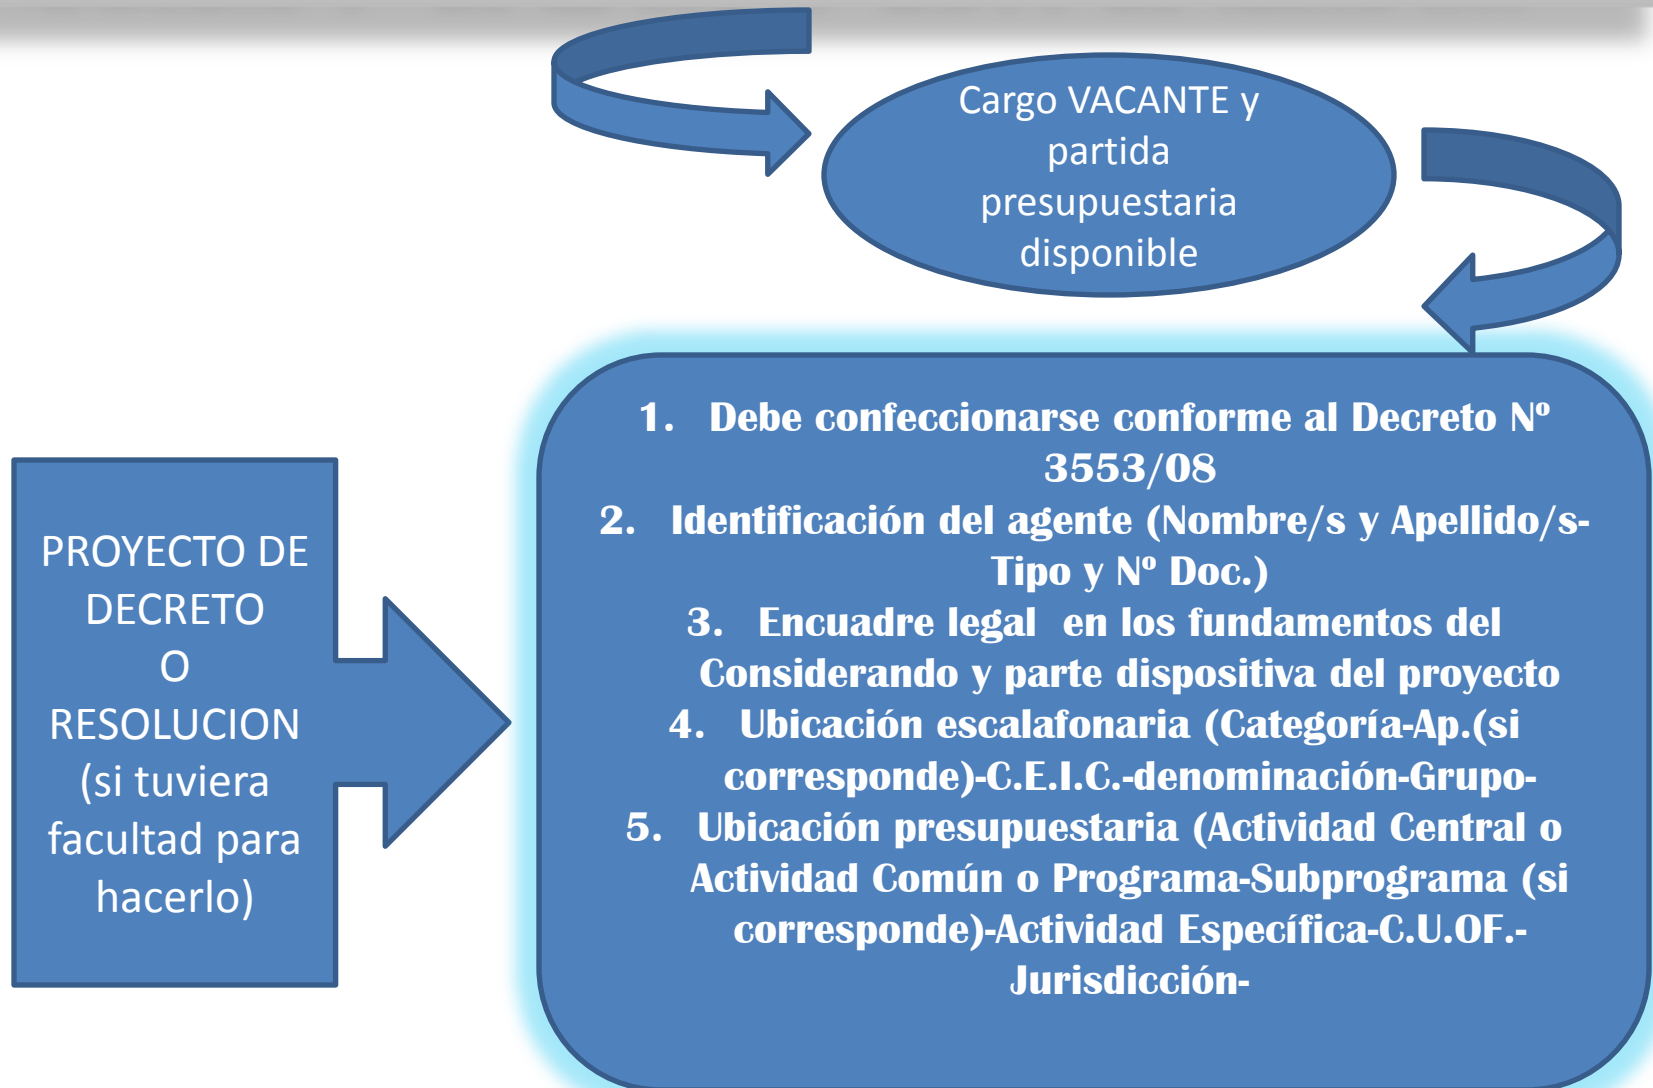 Cargo VACANTE y
partida
presupuestaria
disponible
PROYECTO DE
DECRETO
O
RESOLUCION
(si tuviera
facultad para
hacerlo)
1. Debe confeccionarse conforme al Decreto Nº
3553/08
2. Identificación del agente (Nombre/s y Apellido/s-
Tipo y Nº Doc.)
3. Encuadre legal en los fundamentos del
Considerando y parte dispositiva del proyecto
4. Ubicación escalafonaria (Categoría-Ap.(si
corresponde)-C.E.I.C.-denominación-Grupo-
5. Ubicación presupuestaria (Actividad Central o
Actividad Común o Programa-Subprograma (si
corresponde)-Actividad Específica-C.U.OF.-
Jurisdicción-